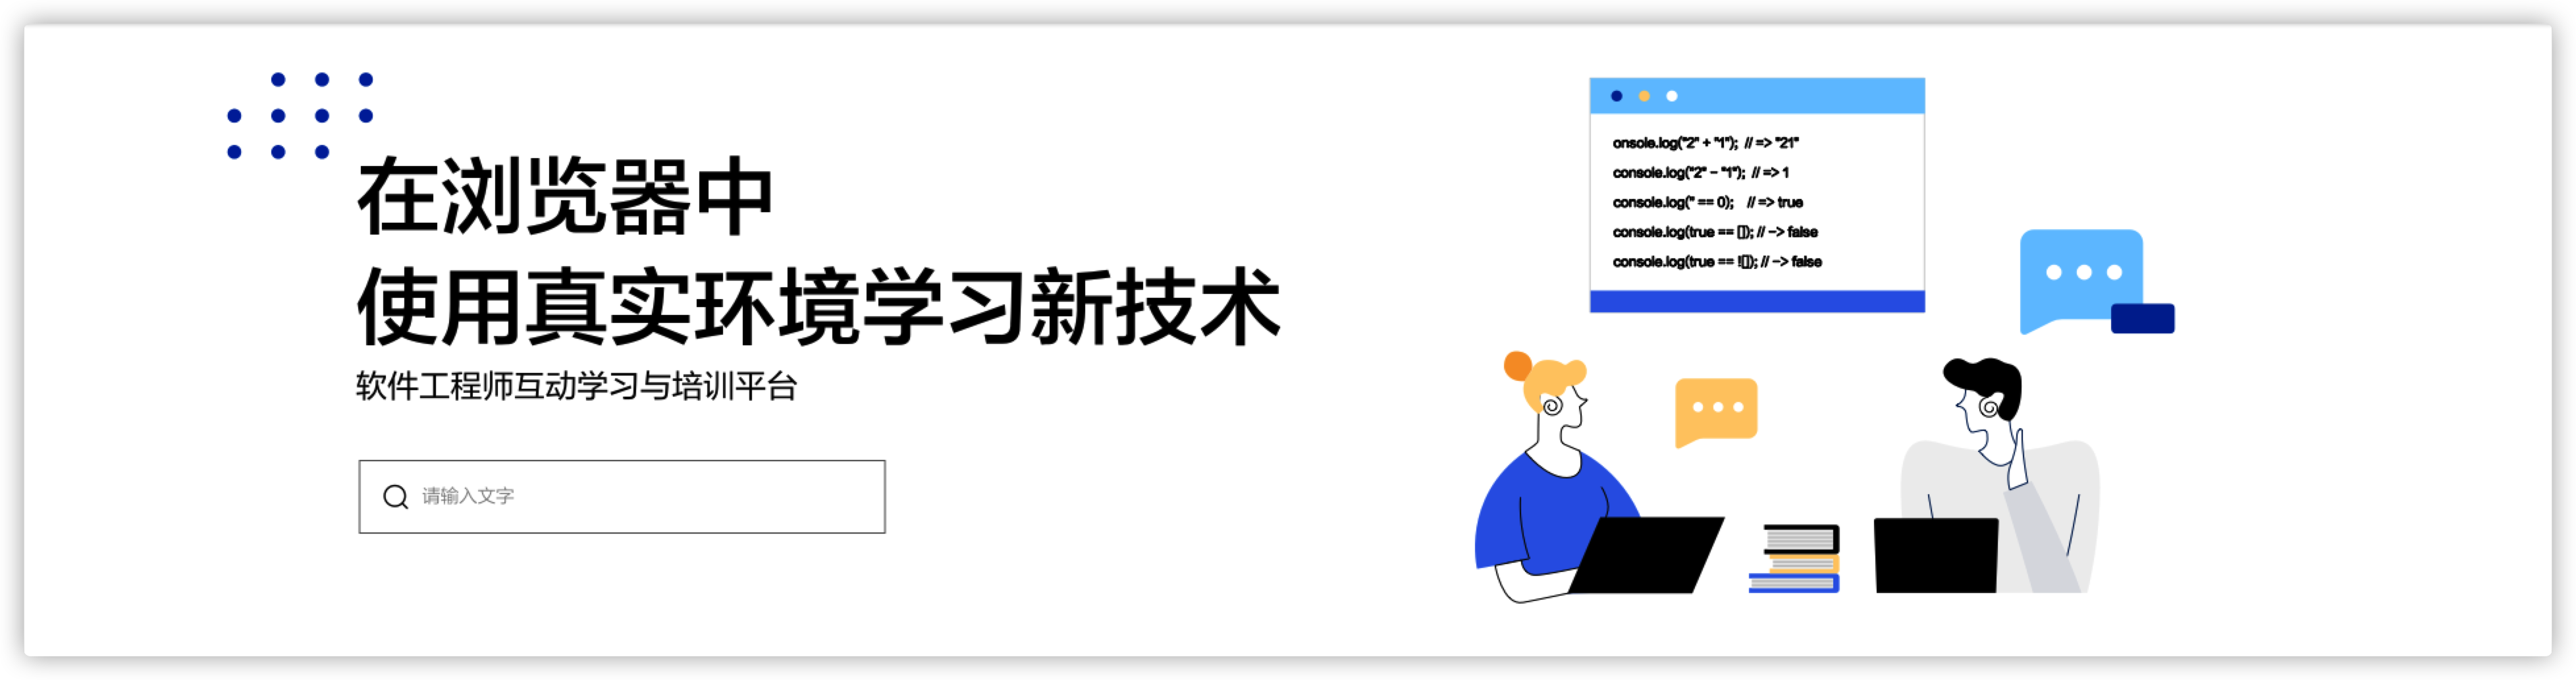 在浏览器中
使用真实环境学习新技术
软件工程师互动学习与培训平台
请输入文字
onsole.log("2" + "1"); // => "21"
console.log("2" – "1"); // => 1
console.log('' == 0); // => true
console.log(true == []); // –> false
console.log(true == ![]); // –> false